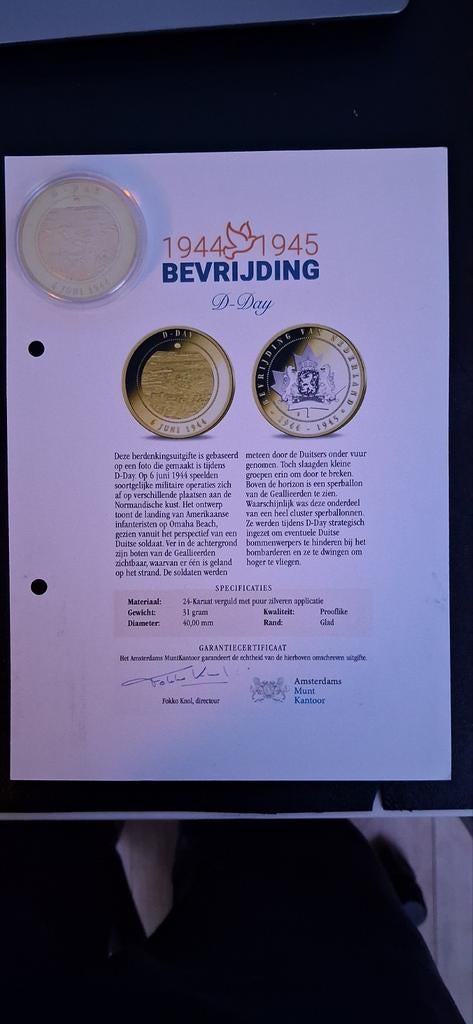 D-DAY
6 JUNI 1944
1944 1945
BEVRIJDING
D-Day
D-DAY
6 JUNI 1944
BEVRIJDING VAN NEDERLAND
1944 - 1945
Deze herdenkingsuitgifte is gebaseerd
op een foto die gemaakt is tijdens
D-Day. Op 6 juni 1944 speelden
soortgelijke militaire operaties zich
af op verschillende plaatsen aan de
Normandische kust. Het ontwerp
toont de landing van Amerikaanse
infanteristen op Omaha Beach,
gezien vanuit het perspectief van een
Duitse soldaat. Ver in de achtergrond
zijn boten van de Geallieerden
zichtbaar, waarvan er één is geland
op het strand. De soldaten werden
meteen door de Duitsers onder vuur
genomen. Toch slaagden kleine
groepen erin om door te breken.
Boven de horizon is een sperballon
van de Geallieerden te zien.
Waarschijnlijk was deze onderdeel
van een heel cluster sperballonnen.
Ze werden tijdens D-Day strategisch
ingezet om eventuele Duitse
bommenwerpers te hinderen bij het
bombarderen en ze te dwingen om
hoger te vliegen.
SPECIFICATIES
Materiaal: 24-Karaat verguld met puur zilveren applicatie
Gewicht: 31 gram Kwaliteit: Prooflike
Diameter: 40,00 mm Rand: Glad
GARANTIECERTIFICAAT
Het Amsterdams MuntKantoor garandeert de echtheid van de hierboven omschreven uitgifte.
Fokko Knol
Fokko Knol, directeur
Amsterdams
Munt
Kantoor